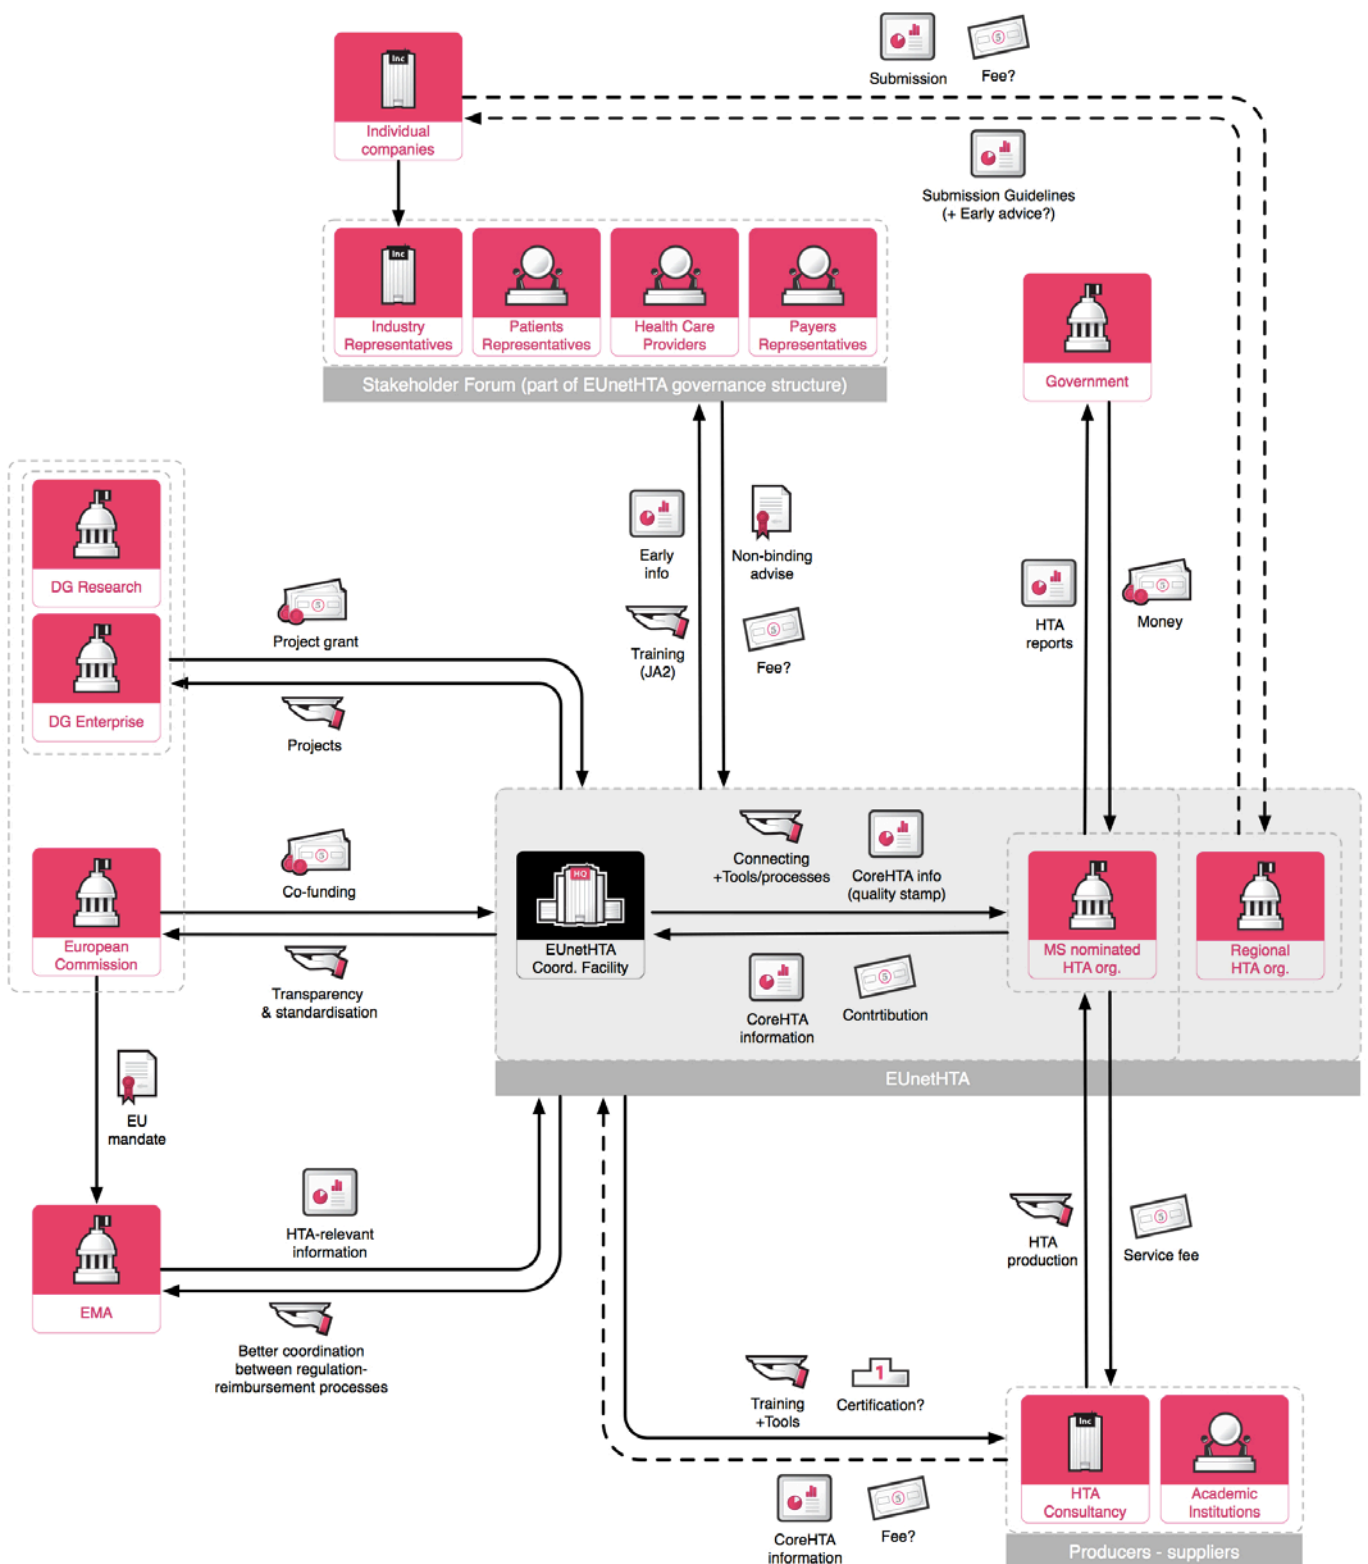 Submission
Fee?
Inc
Individual
companies
Submission Guidelines
(+ Early advice?)
Inc
Industry
Representatives
Patients
Representatives
Health Care
Providers
Payers
Representatives
Stakeholder Forum (part of EUnetHTA governance structure)
Government
DG Research
DG Enterprise
Project grant
Projects
Early
info
Non-binding
advise
Training
(JA2)
Fee?
HTA
reports
Money
European
Commission
Co-funding
Transparency
& standardisation
HQ
EUnetHTA
Coord. Facility
Connecting
+Tools/processes
CoreHTA info
(quality stamp)
CoreHTA
information
Contrtibution
MS nominated
HTA org.
Regional
HTA org.
EUnetHTA
EU
mandate
EMA
HTA-relevant
information
Better coordination
between regulation-
reimbursement processes
HTA
production
Service fee
Training
+Tools
1
Certification?
CoreHTA
information
Fee?
Inc
HTA
Consultancy
Academic
Institutions
Producers - suppliers